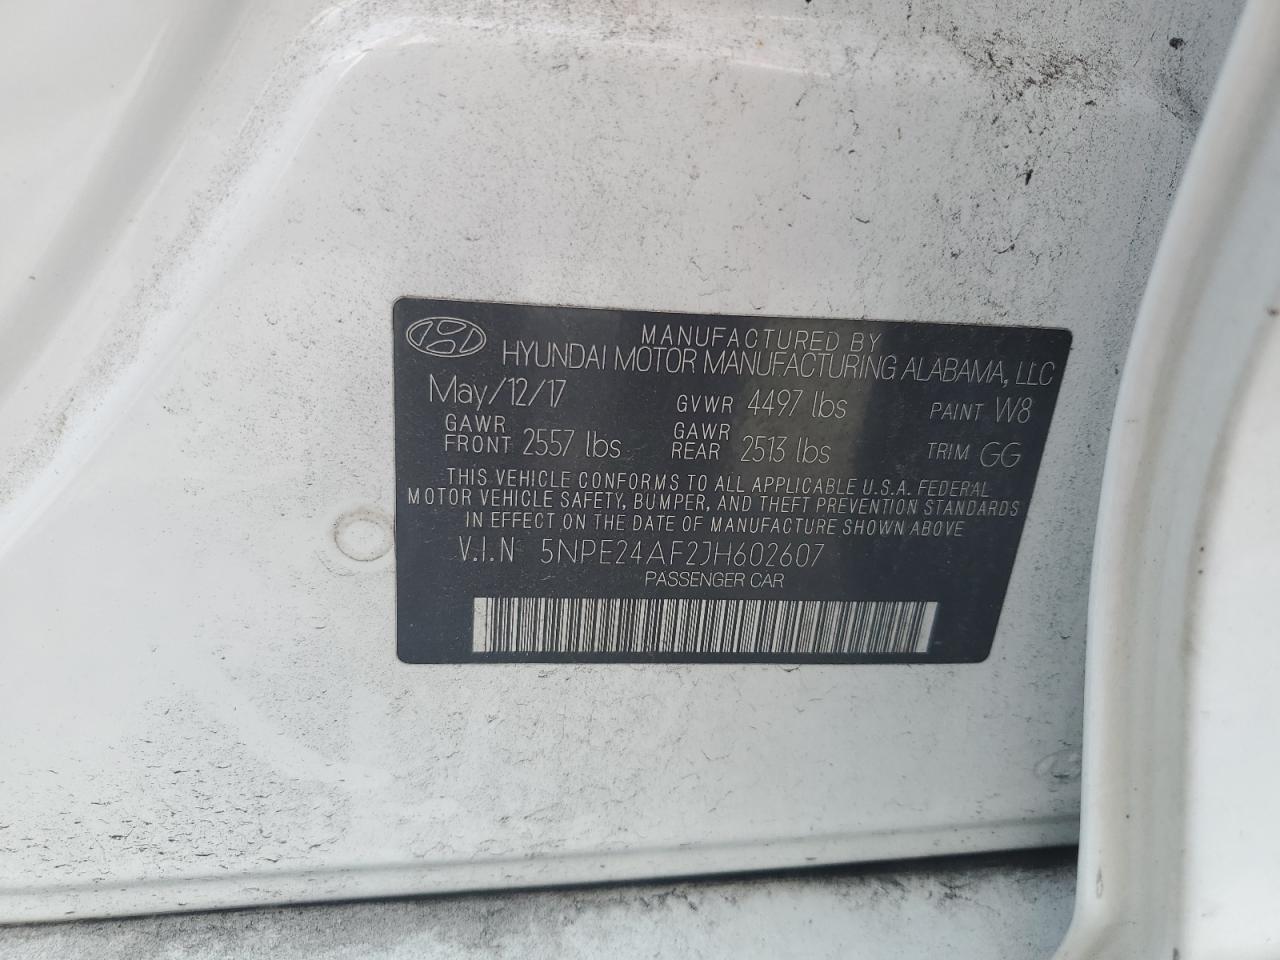 MANUFACTURED BY
HYUNDAI MOTOR MANUFACTURING ALABAMA, LLC
May/12/17 GVWR 4497 lbs PAINT W8
GAWR FRONT 2557 lbs GAWR REAR 2513 lbs TRIM GG
THIS VEHICLE CONFORMS TO ALL APPLICABLE U.S.A. FEDERAL
MOTOR VEHICLE SAFETY, BUMPER, AND THEFT PREVENTION STANDARDS
IN EFFECT ON THE DATE OF MANUFACTURE SHOWN ABOVE
V.I.N 5NPE24AF2JH602607
PASSENGER CAR